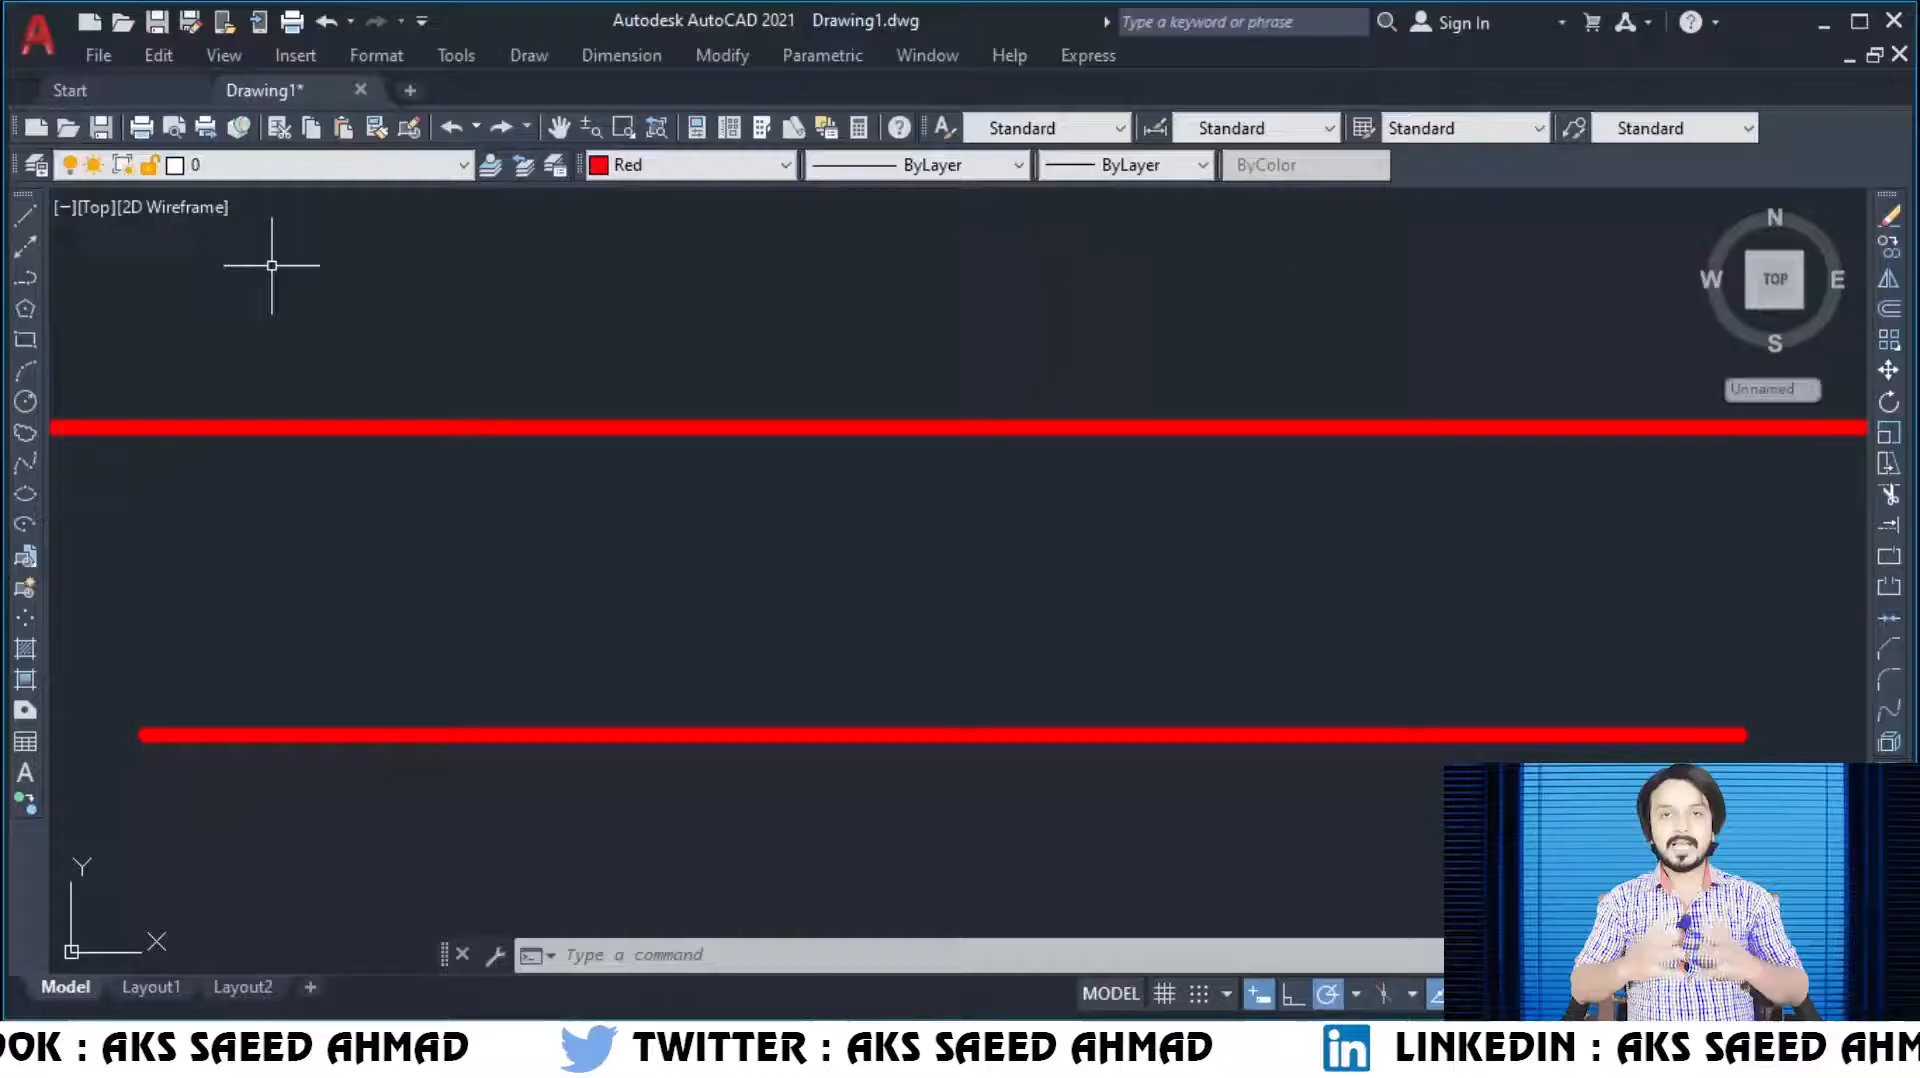 Autodesk AutoCAD 2021 Drawing1.dwg
Type a keyword or phrase
Sign In
File Edit View Insert Format Tools Draw Dimension Modify Parametric Window Help Express
Start Drawing1*
Standard Standard Standard Standard
0 Red ByLayer ByLayer ByColor
[−][Top][2D Wireframe]
N
W TOP E
S
Unnamed
A
Y
X
Type a command
Model Layout1 Layout2 + MODEL
OOK : AKS SAEED AHMAD TWITTER : AKS SAEED AHMAD in LINKEDIN : AKS SAEED AHM